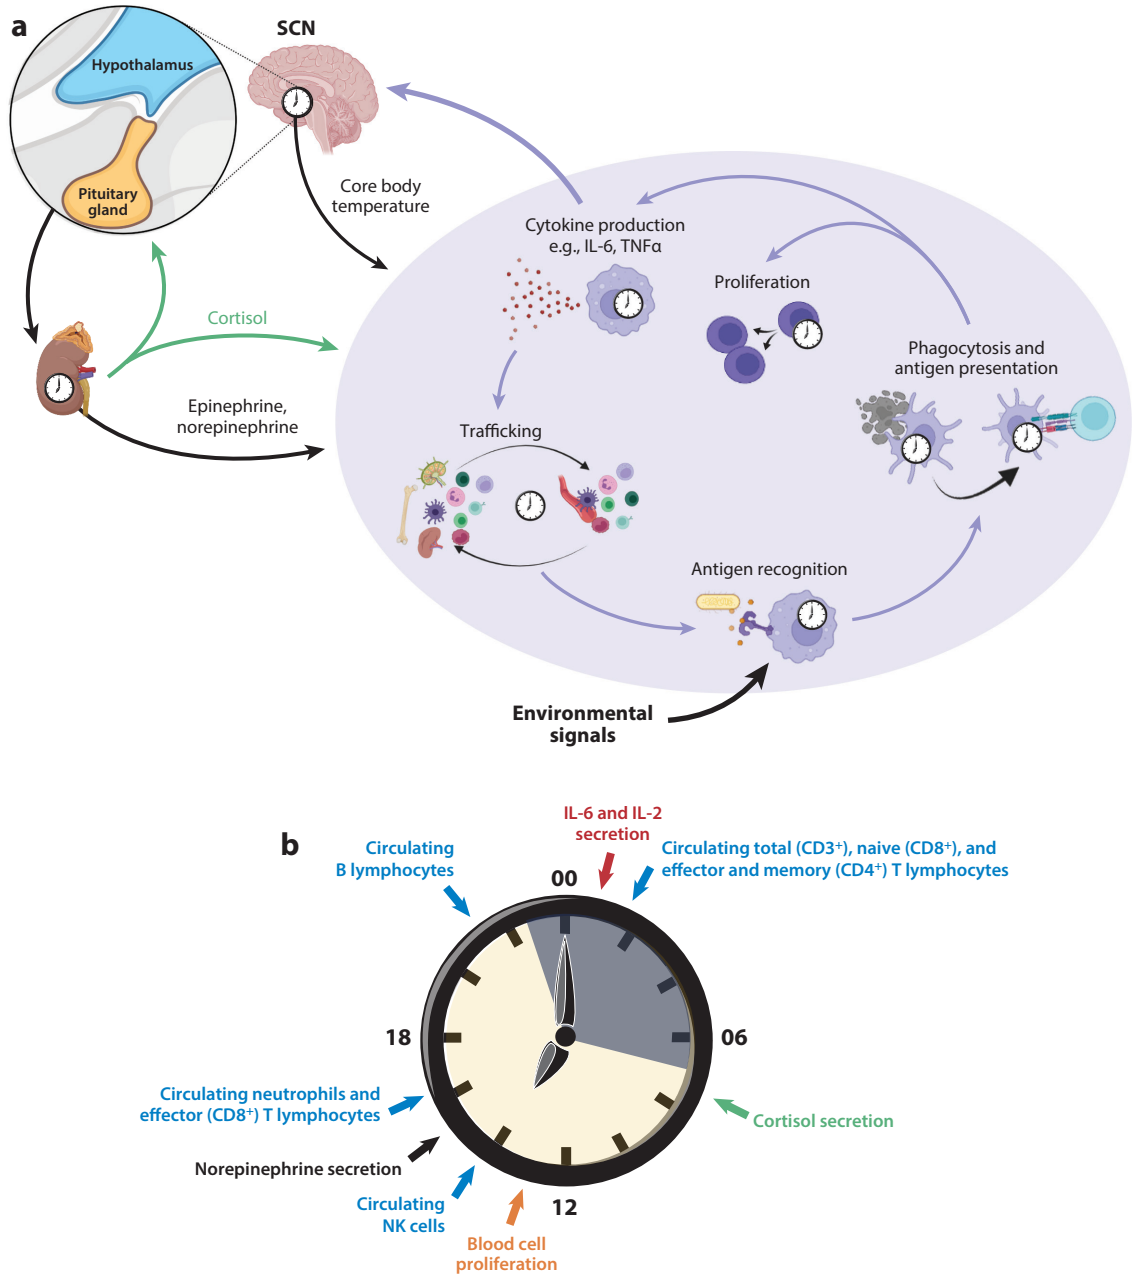 a
SCN
Hypothalamus
Pituitary
gland
Core body
temperature
Cortisol
Epinephrine,
norepinephrine
Cytokine production
e.g., IL-6, TNFα
Proliferation
Phagocytosis and
antigen presentation
Trafficking
Antigen recognition
Environmental
signals
b
IL-6 and IL-2
secretion
Circulating
B lymphocytes
Circulating total (CD3⁺), naive (CD8⁺), and
effector and memory (CD4⁺) T lymphocytes
00
18
06
Circulating neutrophils and
effector (CD8⁺) T lymphocytes
Cortisol secretion
Norepinephrine secretion
12
Circulating
NK cells
Blood cell
proliferation